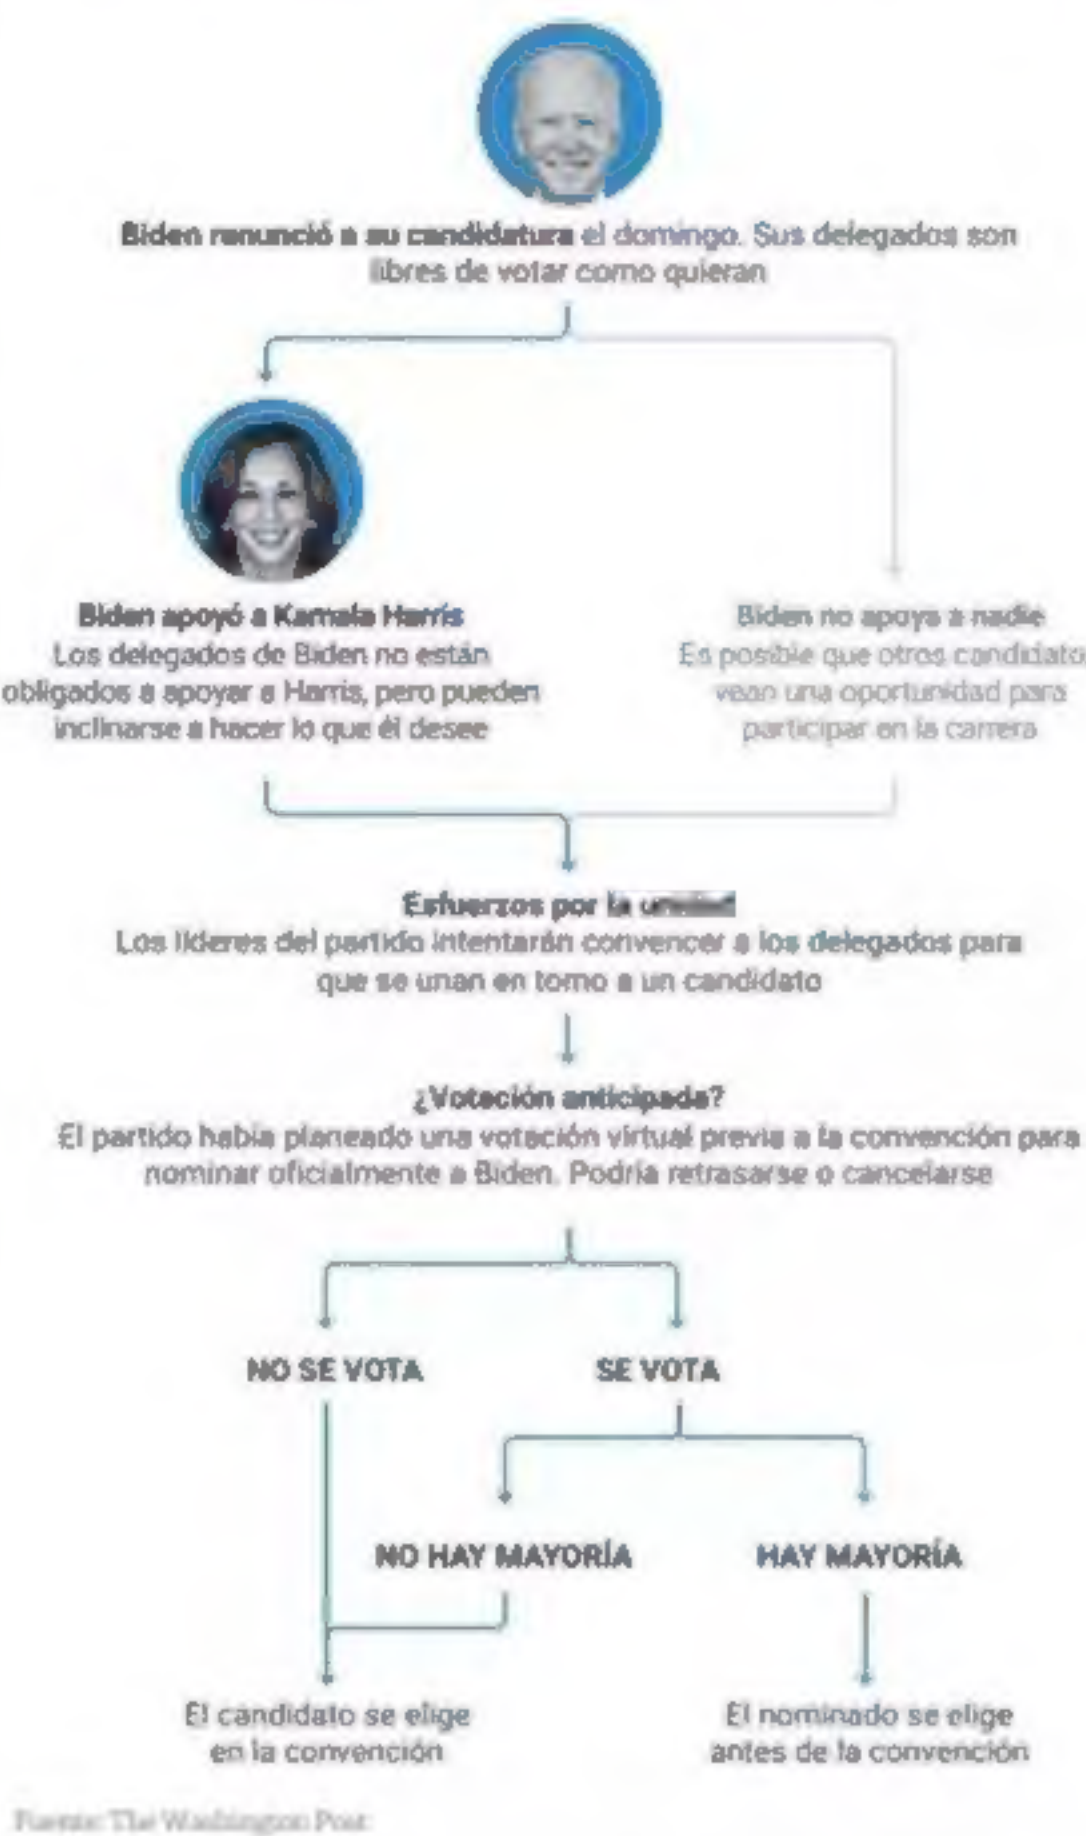 Biden renunció a su candidatura el domingo. Sus delegados son
libres de votar como quieran
Biden apoyó a Kamala Harris
Los delegados de Biden no están
obligados a apoyar a Harris, pero pueden
inclinarse a hacer lo que él desee
Biden no apoya a nadie
Es posible que otros candidato
vean una oportunidad para
participar en la carrera
Esfuerzos por la unidad
Los líderes del partido intentarán convencer a los delegados para
que se unan en torno a un candidato
¿Votación anticipada?
El partido había planeado una votación virtual previa a la convención para
nominar oficialmente a Biden. Podría retrasarse o cancelarse
NO SE VOTA
SE VOTA
NO HAY MAYORÍA
HAY MAYORÍA
El candidato se elige
en la convención
El nominado se elige
antes de la convención
Fuente: The Washington Post